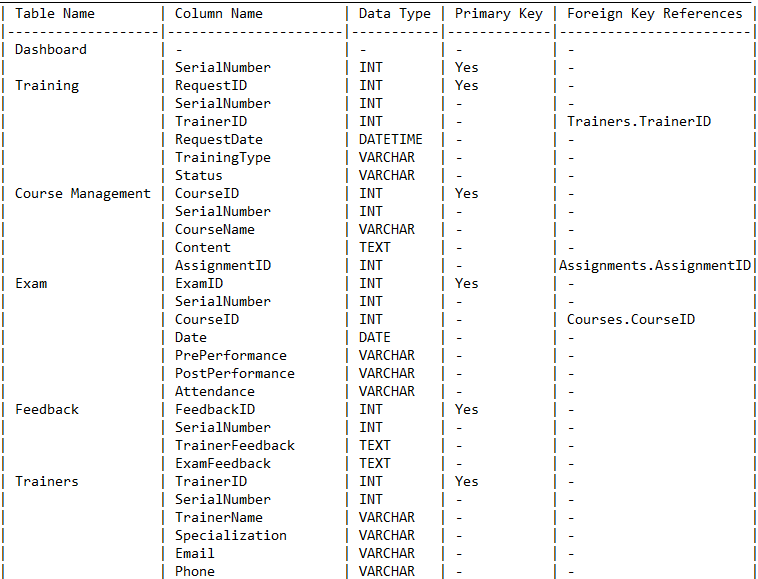 | Table Name | Column Name | Data Type | Primary Key | Foreign Key References |
|-------------------|----------------------|-----------|-------------|------------------------|
| Dashboard | - | - | - | - |
| | SerialNumber | INT | Yes | - |
| Training | RequestID | INT | Yes | - |
| | SerialNumber | INT | - | - |
| | TrainerID | INT | - | Trainers.TrainerID |
| | RequestDate | DATETIME | - | - |
| | TrainingType | VARCHAR | - | - |
| | Status | VARCHAR | - | - |
| Course Management | CourseID | INT | Yes | - |
| | SerialNumber | INT | - | - |
| | CourseName | VARCHAR | - | - |
| | Content | TEXT | - | - |
| | AssignmentID | INT | - |Assignments.AssignmentID|
| Exam | ExamID | INT | Yes | - |
| | SerialNumber | INT | - | - |
| | CourseID | INT | - | Courses.CourseID |
| | Date | DATE | - | - |
| | PrePerformance | VARCHAR | - | - |
| | PostPerformance | VARCHAR | - | - |
| | Attendance | VARCHAR | - | - |
| Feedback | FeedbackID | INT | Yes | - |
| | SerialNumber | INT | - | - |
| | TrainerFeedback | TEXT | - | - |
| | ExamFeedback | TEXT | - | - |
| Trainers | TrainerID | INT | Yes | - |
| | SerialNumber | INT | - | - |
| | TrainerName | VARCHAR | - | - |
| | Specialization | VARCHAR | - | - |
| | Email | VARCHAR | - | - |
| | Phone | VARCHAR | - | - |